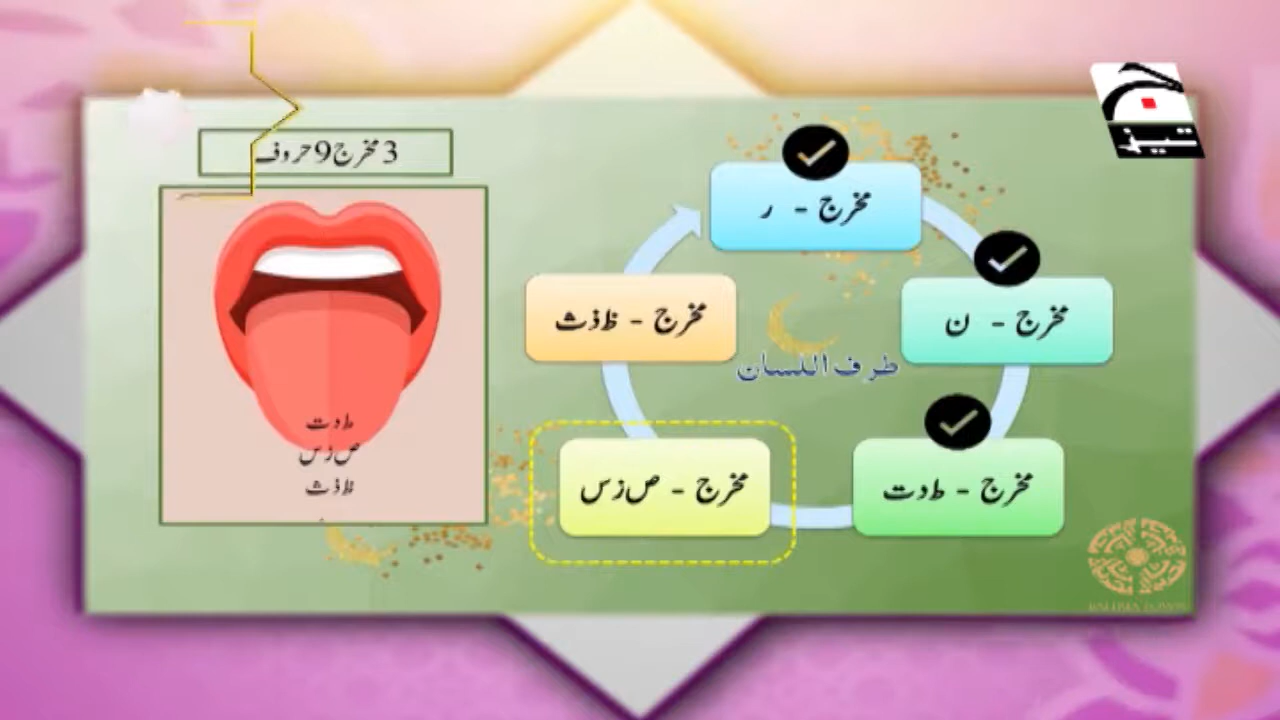 3 مخرج 9 حروف
ط د ت
ص ز س
ظ ذ ث
مخرج - ر
مخرج - ن
مخرج - ط د ت
مخرج - ص ز س
مخرج - ظ ذ ث
طرف اللسان